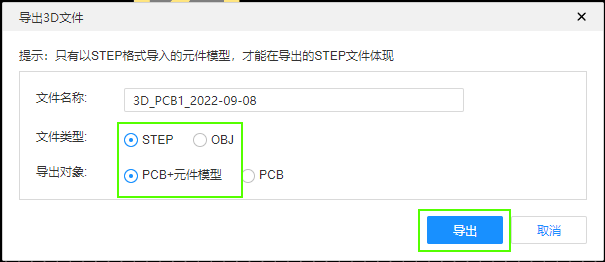 导出3D文件
提示：只有以STEP格式导入的元件模型，才能在导出的STEP文件体现
文件名称: 3D_PCB1_2022-09-08
文件类型: STEP OBJ
导出对象: PCB+元件模型 PCB
导出 取消